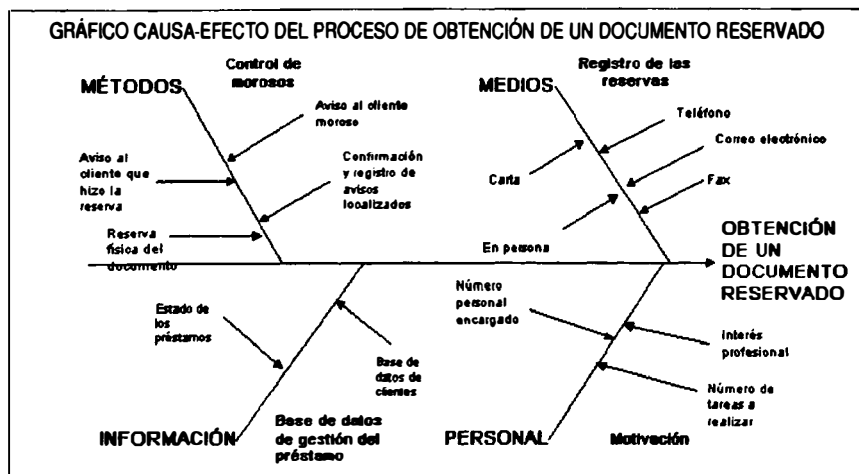 GRÁFICO CAUSA-EFECTO DEL PROCESO DE OBTENCIÓN DE UN DOCUMENTO RESERVADO
MÉTODOS
Control de
morosos
Aviso al cliente
moroso
Aviso al
cliente que
hizo la
reserva
Confirmación
y registro de
avisos
localizados
Reserva
física del
documento
MEDIOS
Registro de las
reservas
Teléfono
Correo electrónico
Carta
Fax
En persona
OBTENCIÓN
DE UN
DOCUMENTO
RESERVADO
Estado de
los
préstamos
Base de
datos de
clientes
INFORMACIÓN
Base de datos
de gestión del
préstamo
Número
personal
encargado
Interés
profesional
Número de
tareas a
realizar
PERSONAL
Motivación